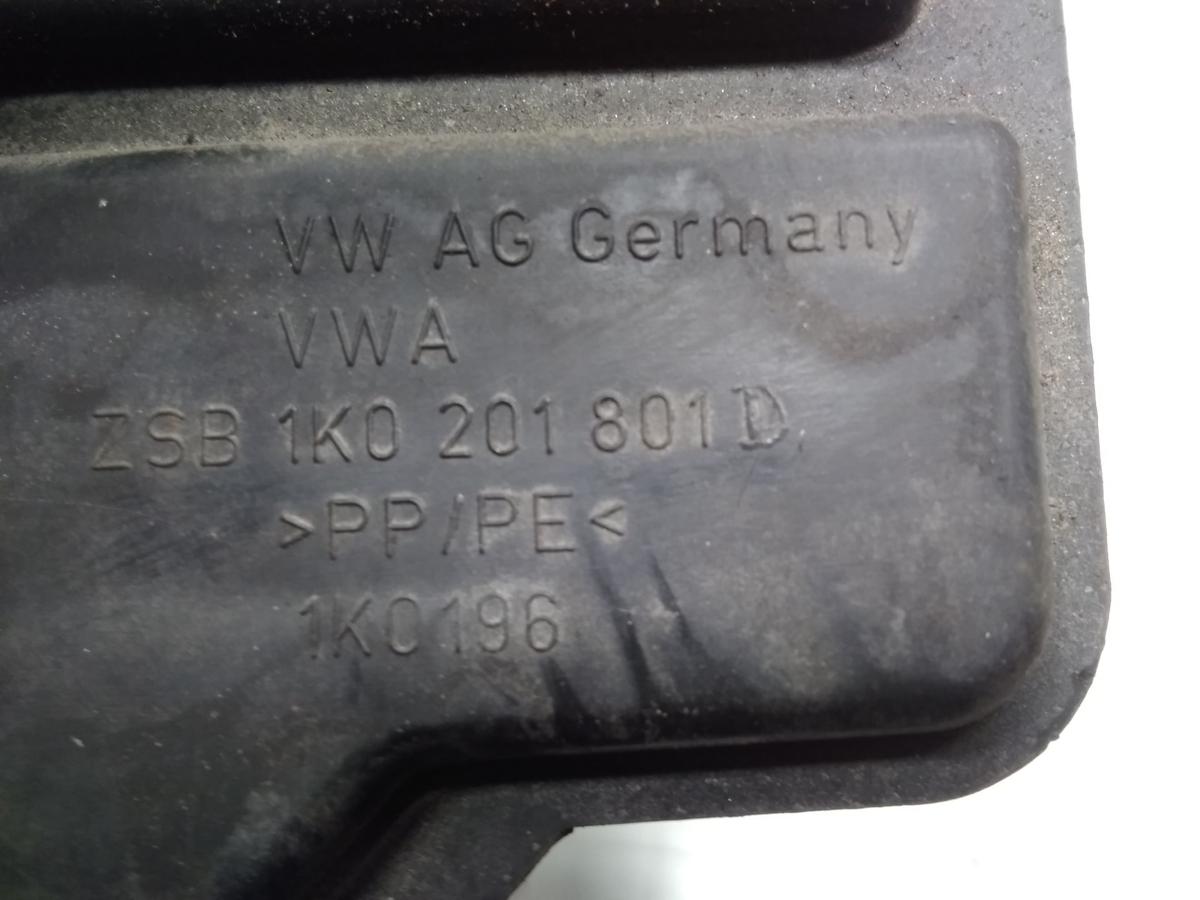 VW AG Germany
VWA
ZSB 1K0 201 801 D
>PP/PE<
1K0196